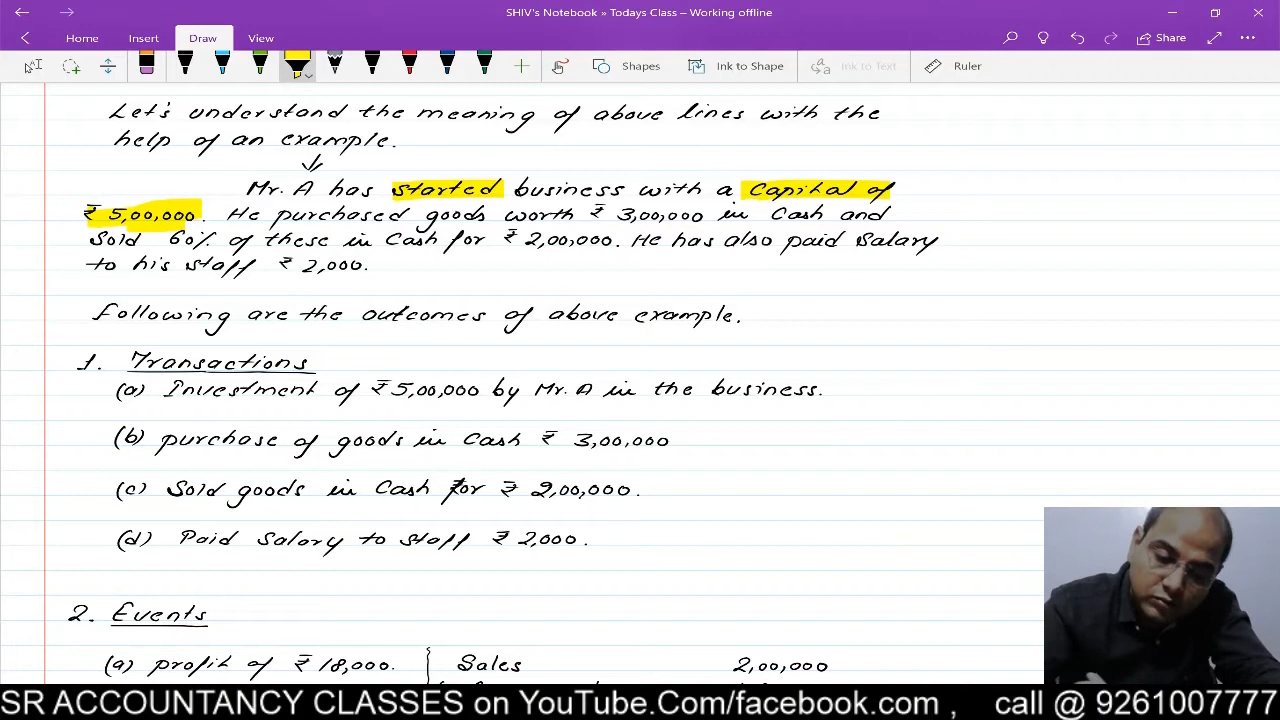 SHIV's Notebook » Todays Class – Working offline
Home Insert Draw View Share
Shapes Ink to Shape Ink to Text Ruler
Let's understand the meaning of above lines with the
help of an example.
Mr. A has started business with a Capital of
₹ 5,00,000. He purchased goods worth ₹ 3,00,000 in Cash and
Sold 60% of these in Cash for ₹ 2,00,000. He has also paid Salary
to his staff ₹ 2,000.
Following are the outcomes of above example.
1. Transactions
(a) Investment of ₹ 5,00,000 by Mr. A in the business.
(b) purchase of goods in Cash ₹ 3,00,000
(c) Sold goods in Cash for ₹ 2,00,000.
(d) Paid Salary to Staff ₹ 2,000.
2. Events
(a) profit of ₹ 18,000. Sales 2,00,000
SR ACCOUNTANCY CLASSES on YouTube.Com/facebook.com , call @ 9261007777